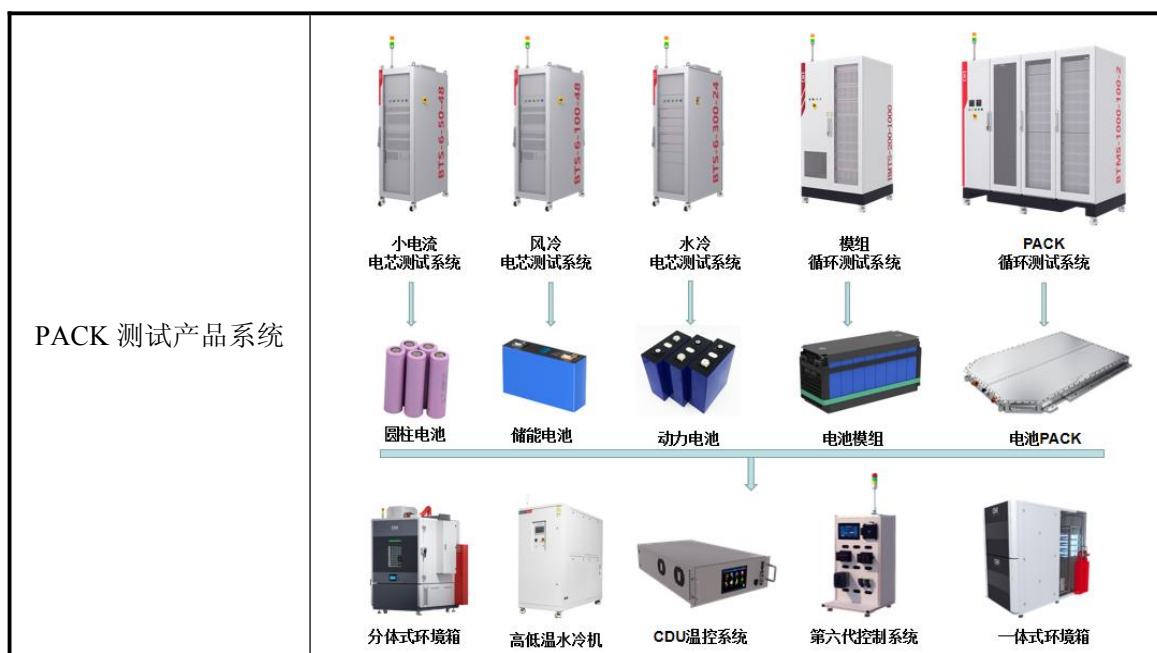 PACK 测试产品系统
BTS-6-50-48
BTS-6-100-48
BTS-6-300-24
BMTS-200-1000
BTMS-1000-100-2
小电流
电芯测试系统
风冷
电芯测试系统
水冷
电芯测试系统
模组
循环测试系统
PACK
循环测试系统
圆柱电池
储能电池
动力电池
电池模组
电池PACK
分体式环境箱
高低温水冷机
CDU温控系统
第六代控制系统
一体式环境箱